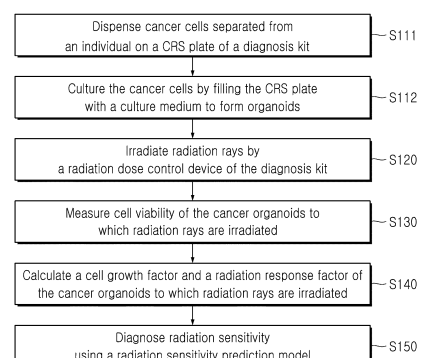 Dispense cancer cells separated from
an individual on a CRS plate of a diagnosis kit
S111
Culture the cancer cells by filling the CRS plate
with a culture medium to form organoids
S112
Irradiate radiation rays by
a radiation dose control device of the diagnosis kit
S120
Measure cell viability of the cancer organoids to
which radiation rays are irradiated
S130
Calculate a cell growth factor and a radiation response factor of
the cancer organoids to which radiation rays are irradiated
S140
Diagnose radiation sensitivity
using a radiation sensitivity prediction model
S150